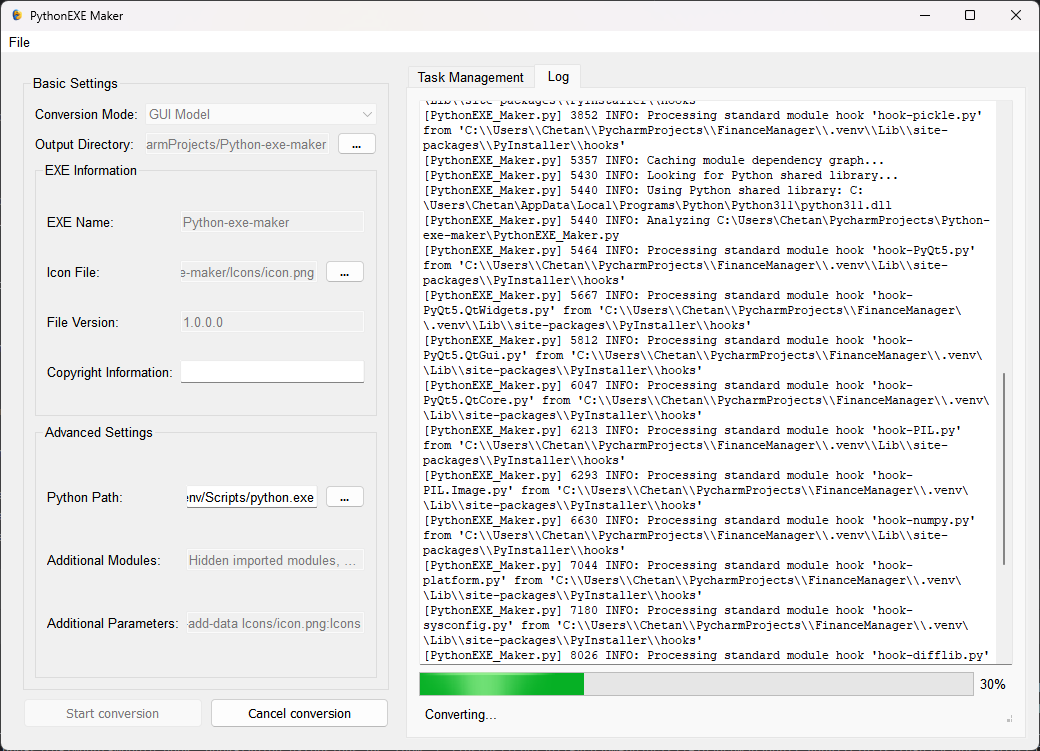 PythonEXE Maker
File
Basic Settings
Conversion Mode: GUI Model
Output Directory: armProjects/Python-exe-maker ...
EXE Information
EXE Name: Python-exe-maker
Icon File: e-maker/Icons/icon.png ...
File Version: 1.0.0.0
Copyright Information:
Advanced Settings
Python Path: env/Scripts/python.exe ...
Additional Modules: Hidden imported modules, ...
Additional Parameters: add-data Icons/icon.png:Icons
Start conversion Cancel conversion
Task Management Log
\Lib\\site-packages\\PyInstaller\\hooks'
[PythonEXE_Maker.py] 3852 INFO: Processing standard module hook 'hook-pickle.py'
from 'C:\\Users\\Chetan\\PycharmProjects\\FinanceManager\\.venv\\Lib\\site-
packages\\PyInstaller\\hooks'
[PythonEXE_Maker.py] 5357 INFO: Caching module dependency graph...
[PythonEXE_Maker.py] 5430 INFO: Looking for Python shared library...
[PythonEXE_Maker.py] 5440 INFO: Using Python shared library: C:
\Users\Chetan\AppData\Local\Programs\Python\Python311\python311.dll
[PythonEXE_Maker.py] 5440 INFO: Analyzing C:\Users\Chetan\PycharmProjects\Python-
exe-maker\PythonEXE_Maker.py
[PythonEXE_Maker.py] 5464 INFO: Processing standard module hook 'hook-PyQt5.py'
from 'C:\\Users\\Chetan\\PycharmProjects\\FinanceManager\\.venv\\Lib\\site-
packages\\PyInstaller\\hooks'
[PythonEXE_Maker.py] 5667 INFO: Processing standard module hook 'hook-
PyQt5.QtWidgets.py' from 'C:\\Users\\Chetan\\PycharmProjects\\FinanceManager\
\.venv\\Lib\\site-packages\\PyInstaller\\hooks'
[PythonEXE_Maker.py] 5812 INFO: Processing standard module hook 'hook-
PyQt5.QtGui.py' from 'C:\\Users\\Chetan\\PycharmProjects\\FinanceManager\\.venv\
\Lib\\site-packages\\PyInstaller\\hooks'
[PythonEXE_Maker.py] 6047 INFO: Processing standard module hook 'hook-
PyQt5.QtCore.py' from 'C:\\Users\\Chetan\\PycharmProjects\\FinanceManager\\.venv\
\Lib\\site-packages\\PyInstaller\\hooks'
[PythonEXE_Maker.py] 6213 INFO: Processing standard module hook 'hook-PIL.py'
from 'C:\\Users\\Chetan\\PycharmProjects\\FinanceManager\\.venv\\Lib\\site-
packages\\PyInstaller\\hooks'
[PythonEXE_Maker.py] 6293 INFO: Processing standard module hook 'hook-
PIL.Image.py' from 'C:\\Users\\Chetan\\PycharmProjects\\FinanceManager\\.venv\
\Lib\\site-packages\\PyInstaller\\hooks'
[PythonEXE_Maker.py] 6630 INFO: Processing standard module hook 'hook-numpy.py'
from 'C:\\Users\\Chetan\\PycharmProjects\\FinanceManager\\.venv\\Lib\\site-
packages\\PyInstaller\\hooks'
[PythonEXE_Maker.py] 7044 INFO: Processing standard module hook 'hook-
platform.py' from 'C:\\Users\\Chetan\\PycharmProjects\\FinanceManager\\.venv\
\Lib\\site-packages\\PyInstaller\\hooks'
[PythonEXE_Maker.py] 7180 INFO: Processing standard module hook 'hook-
sysconfig.py' from 'C:\\Users\\Chetan\\PycharmProjects\\FinanceManager\\.venv\
\Lib\\site-packages\\PyInstaller\\hooks'
[PythonEXE_Maker.py] 8026 INFO: Processing standard module hook 'hook-difflib.py'
30%
Converting...